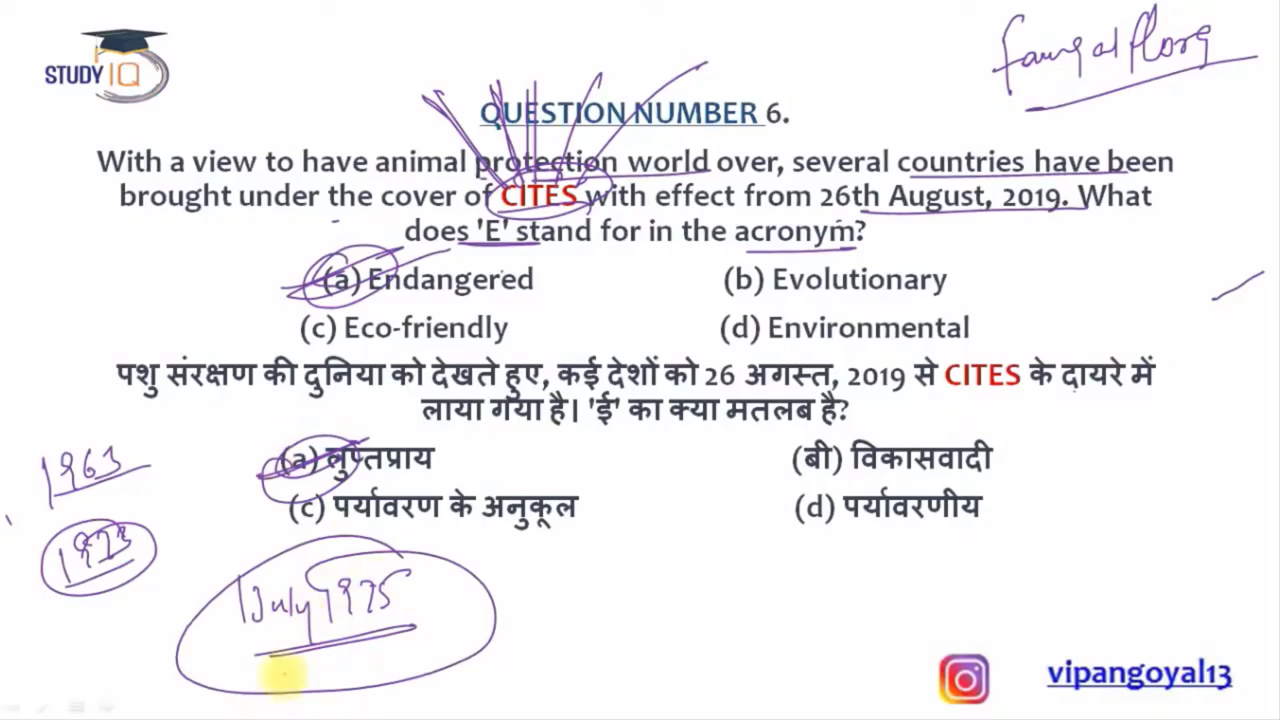 STUDY IQ
fauna d flora
QUESTION NUMBER 6.
With a view to have animal protection world over, several countries have been
brought under the cover of CITES with effect from 26th August, 2019. What
does 'E' stand for in the acronym?
(a) Endangered (b) Evolutionary
(c) Eco-friendly (d) Environmental
पशु संरक्षण की दुनिया को देखते हुए, कई देशों को 26 अगस्त, 2019 से CITES के दायरे में
लाया गया है। 'ई' का क्या मतलब है?
(a) लुप्तप्राय (बी) विकासवादी
(c) पर्यावरण के अनुकूल (d) पर्यावरणीय
1963
1973
1 July 1975
vipangoyal13